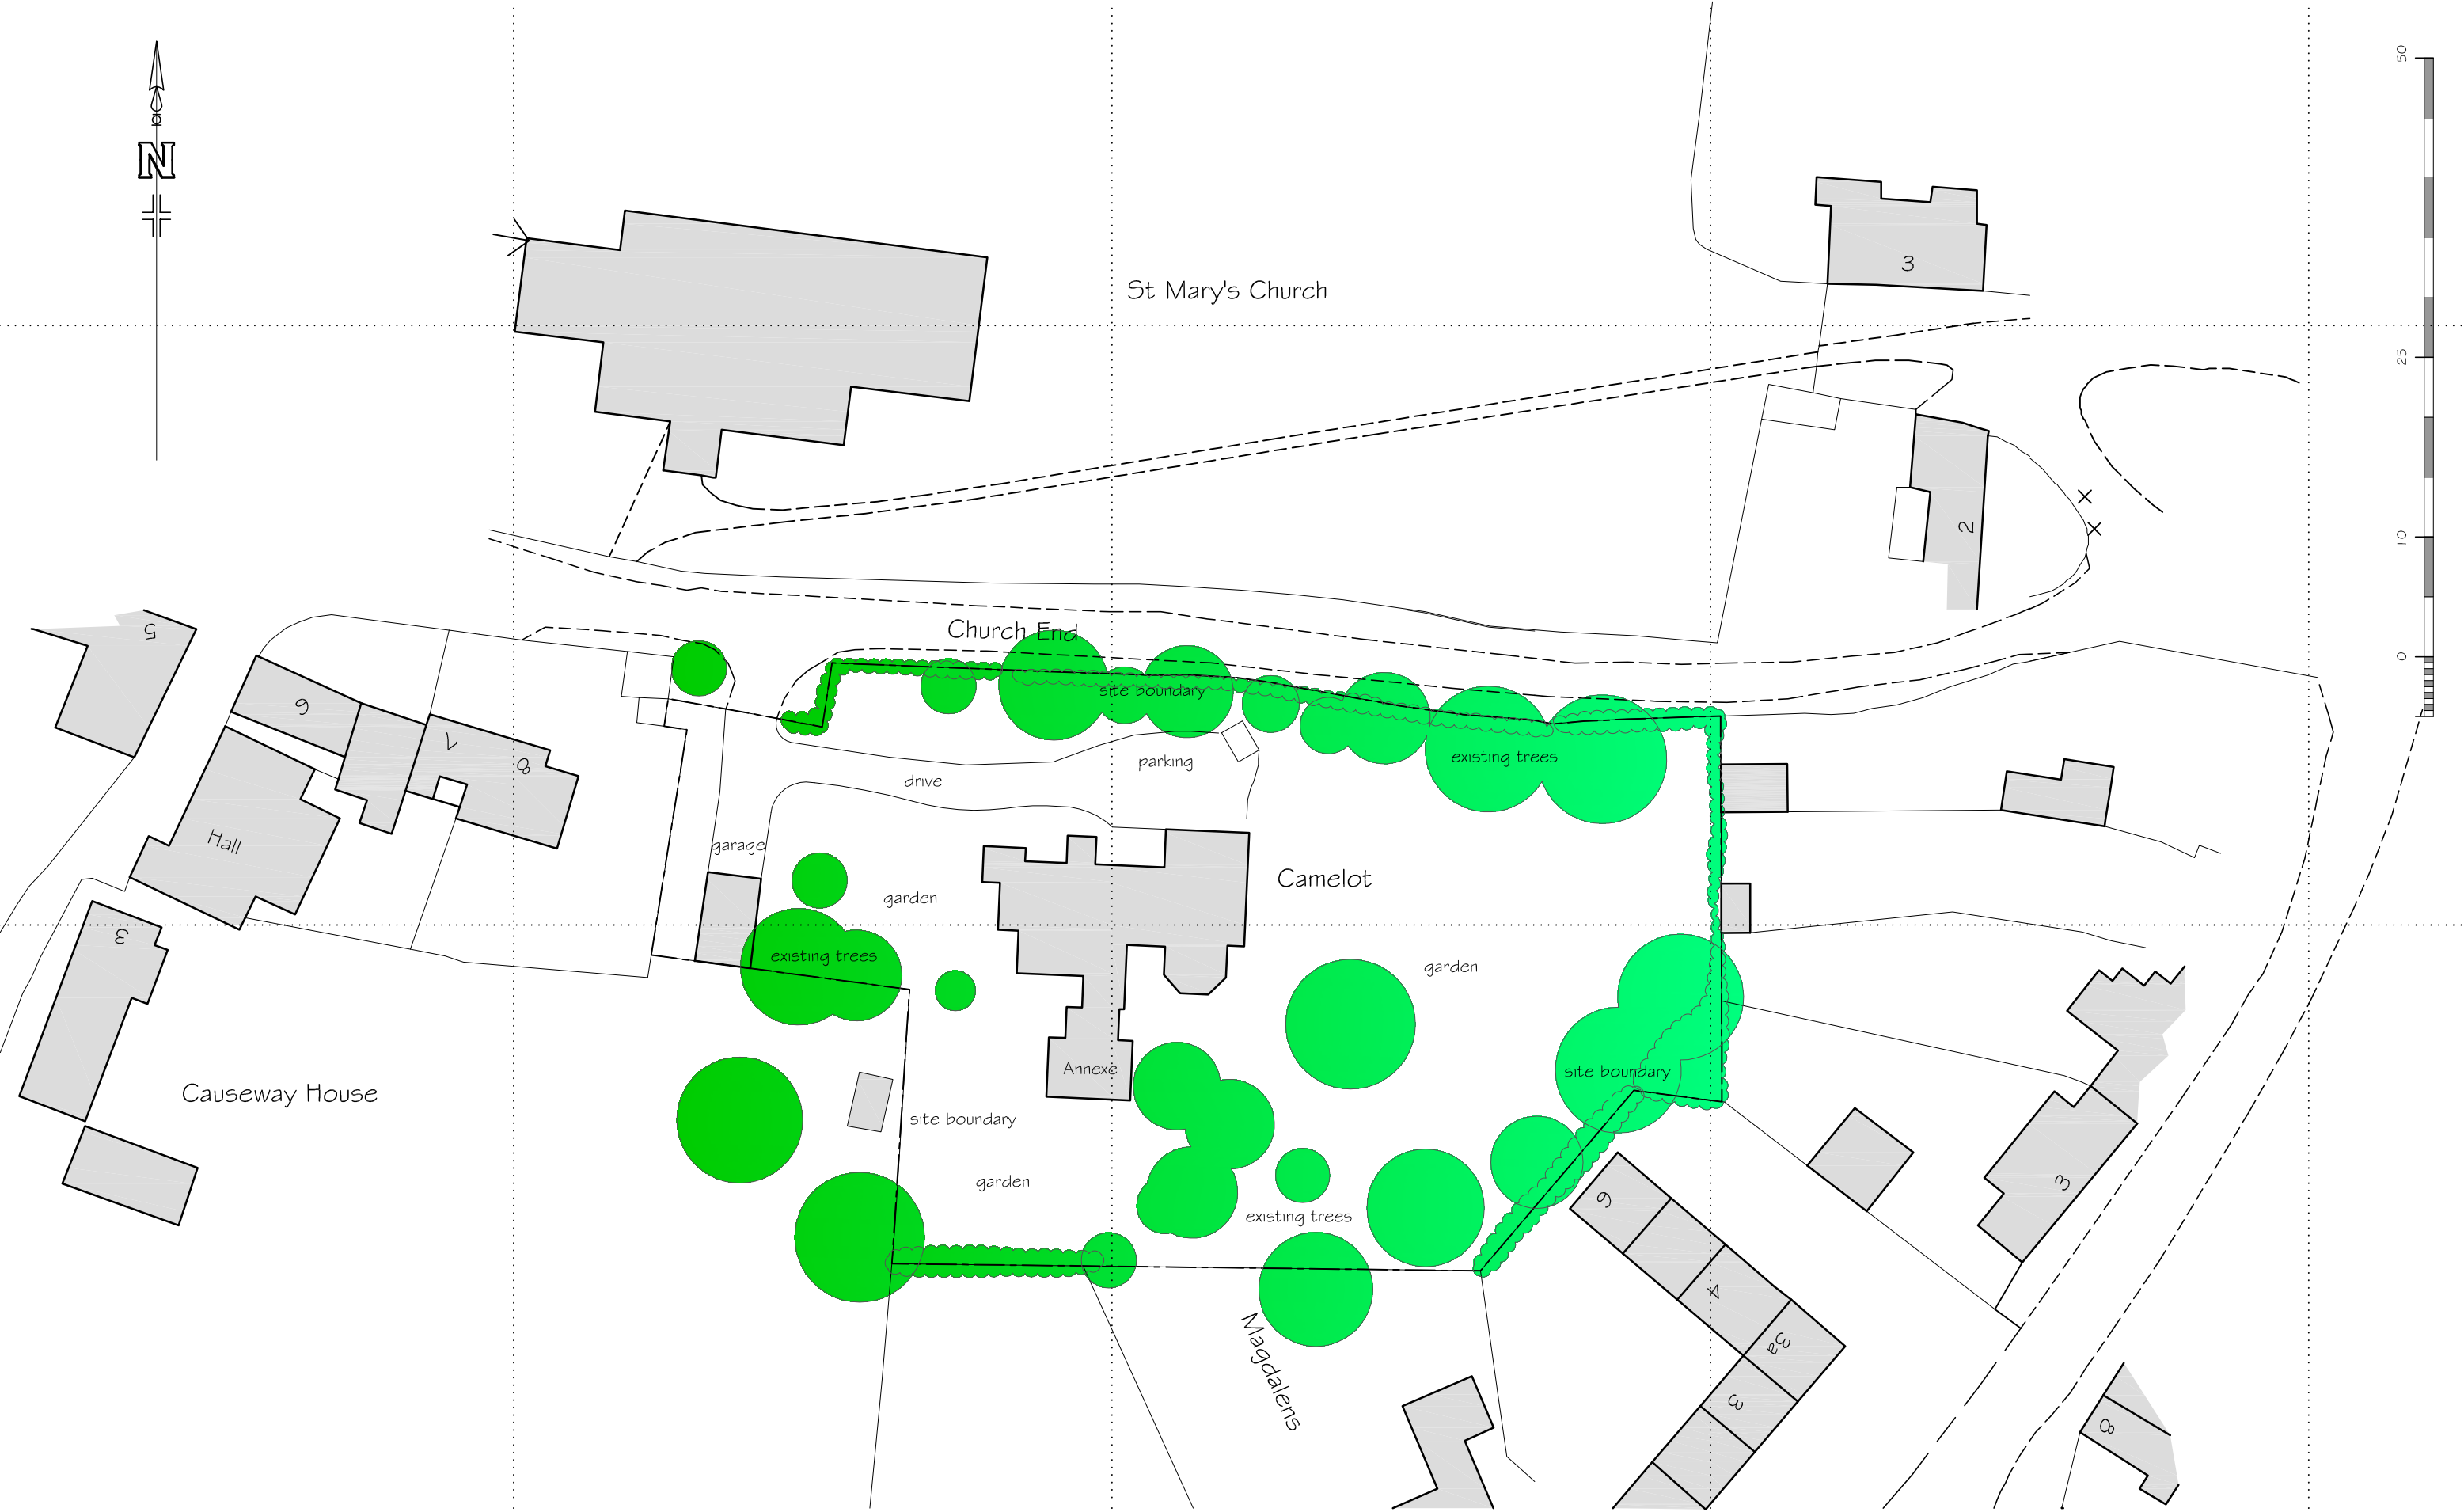 50
N
St Mary's Church
3
25
2
10
Church End
5
0
site boundary
6
7
8
existing trees
drive
parking
Hall
garage
Camelot
garden
3
existing trees
garden
Annexe
site boundary
Causeway House
site boundary
garden
3
6
existing trees
4
Magdalens
3a
3
8